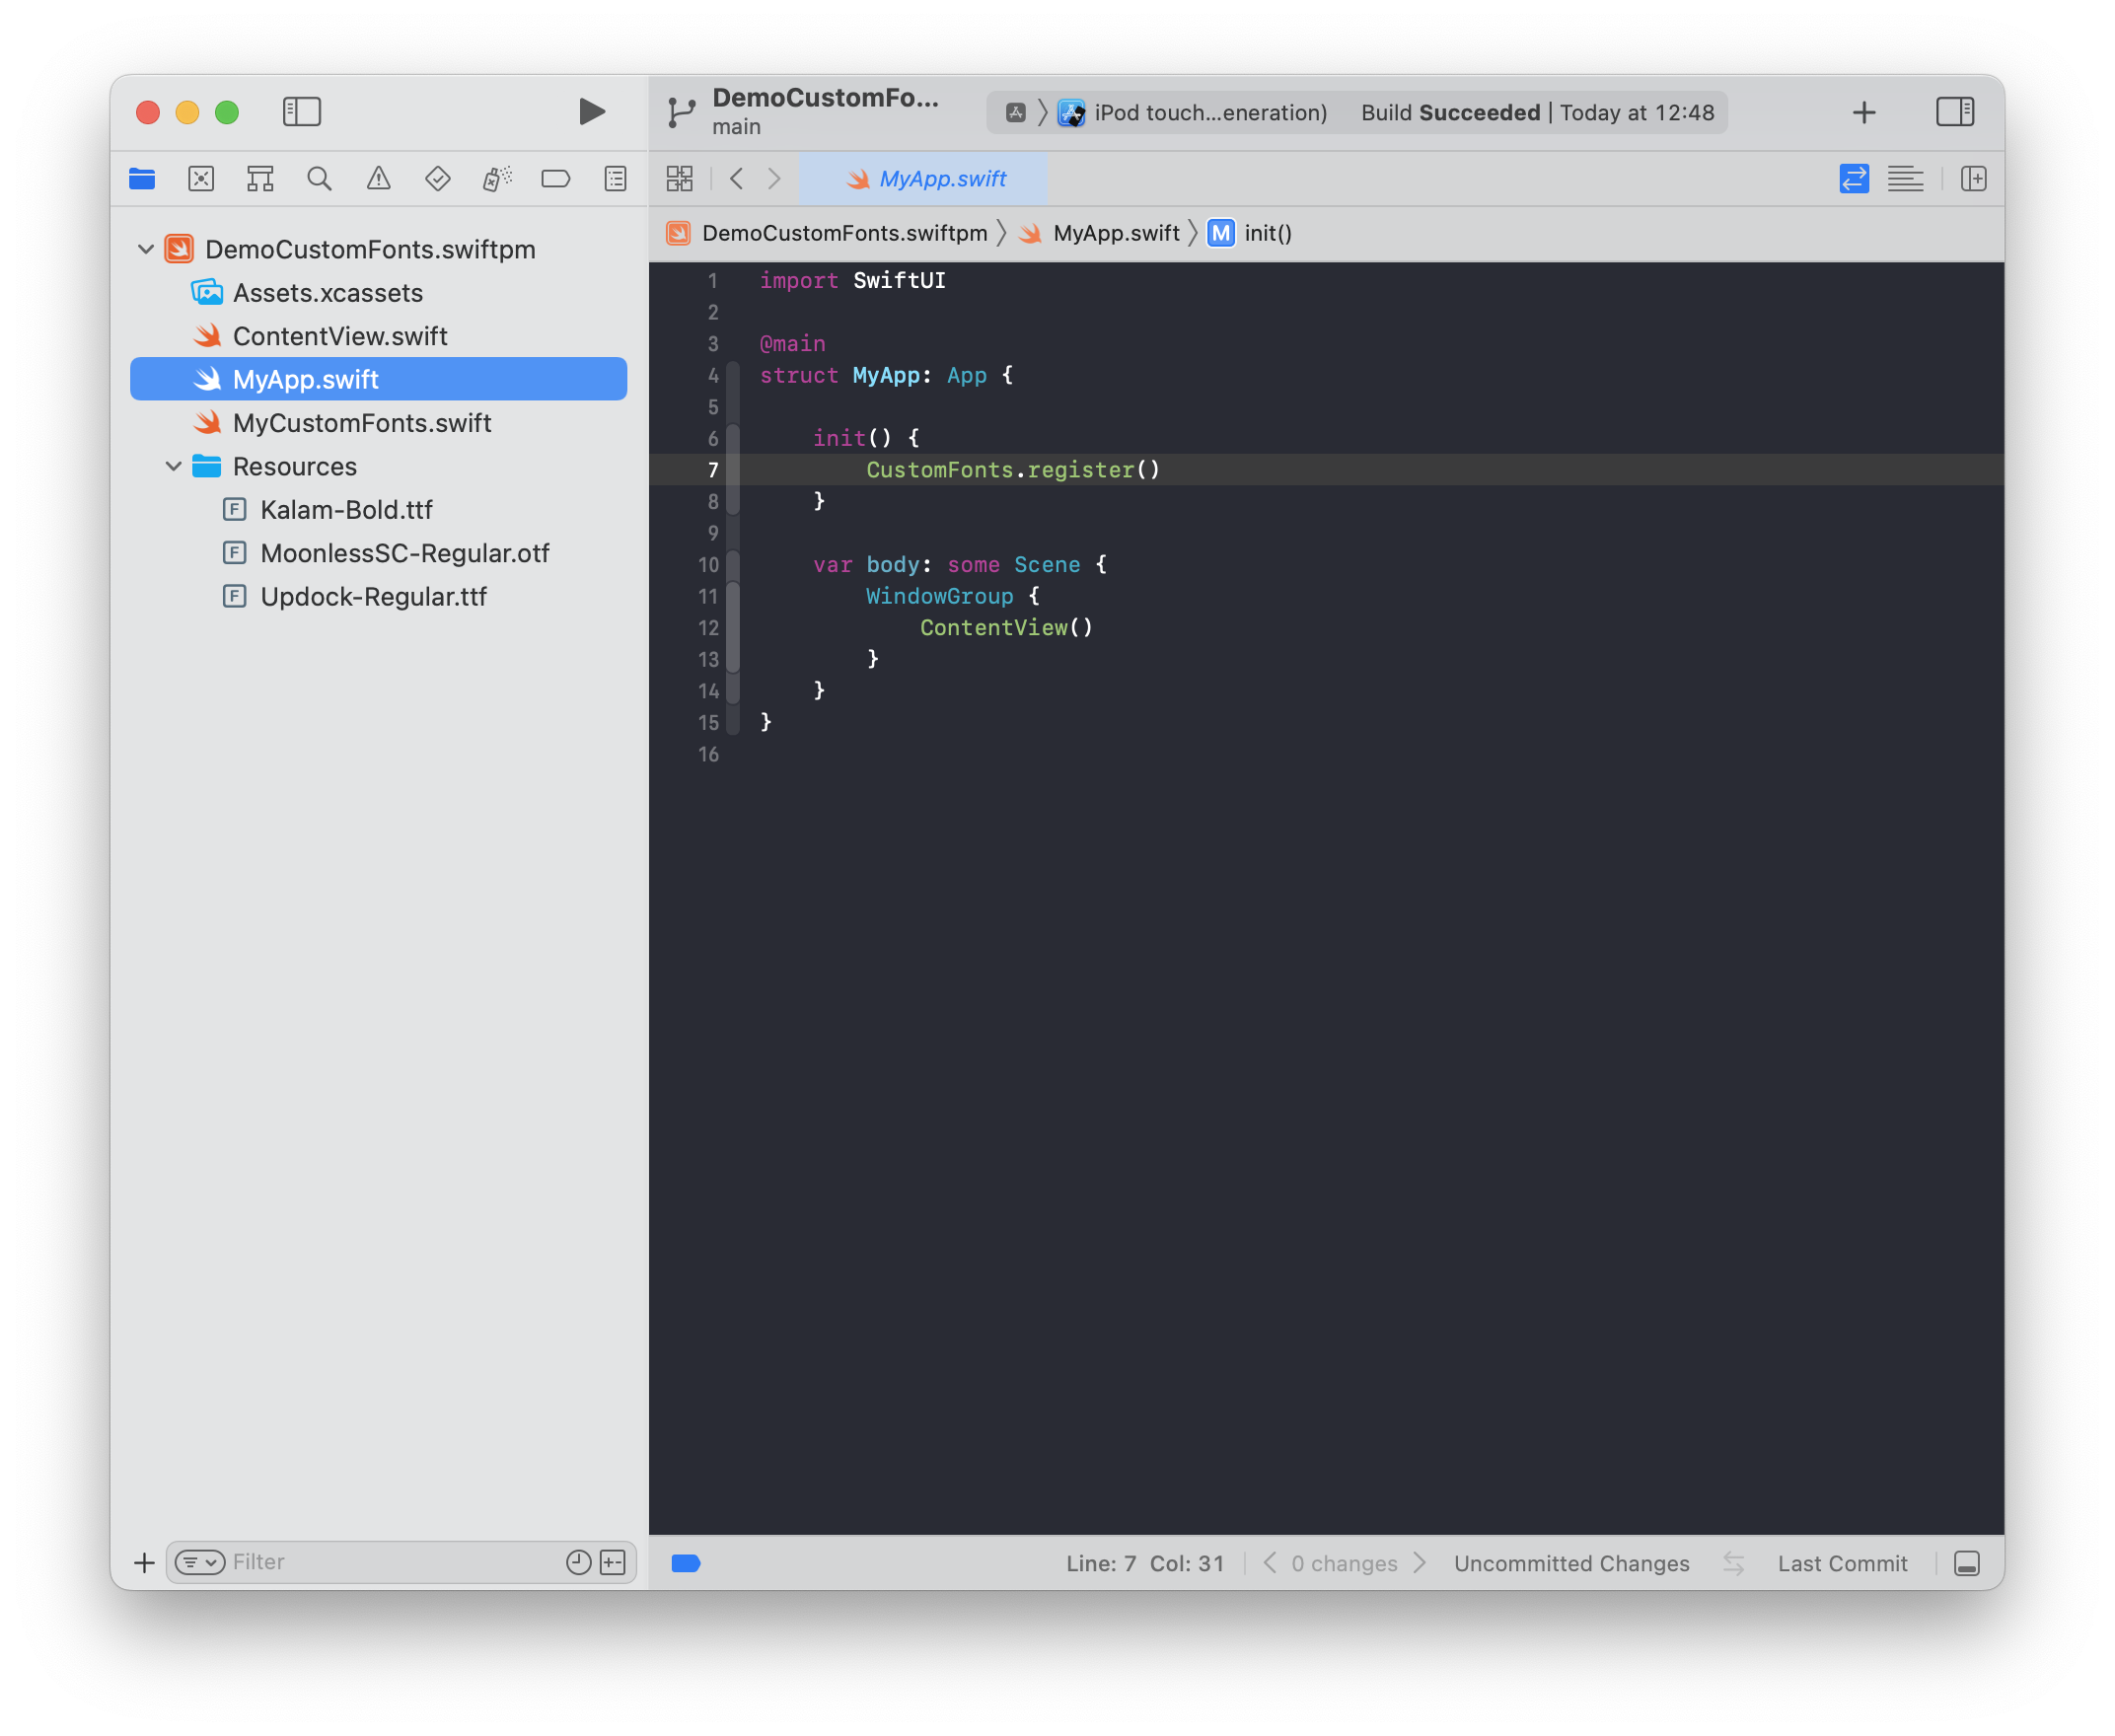 DemoCustomFo...
main
iPod touch...eneration)
Build Succeeded | Today at 12:48
MyApp.swift
DemoCustomFonts.swiftpm
Assets.xcassets
ContentView.swift
MyApp.swift
MyCustomFonts.swift
Resources
F Kalam-Bold.ttf
F MoonlessSC-Regular.otf
F Updock-Regular.ttf
DemoCustomFonts.swiftpm 〉 MyApp.swift 〉 M init()
1 import SwiftUI
2
3 @main
4 struct MyApp: App {
5
6     init() {
7         CustomFonts.register()
8     }
9
10     var body: some Scene {
11         WindowGroup {
12             ContentView()
13         }
14     }
15 }
16
Filter
Line: 7 Col: 31
0 changes
Uncommitted Changes
Last Commit